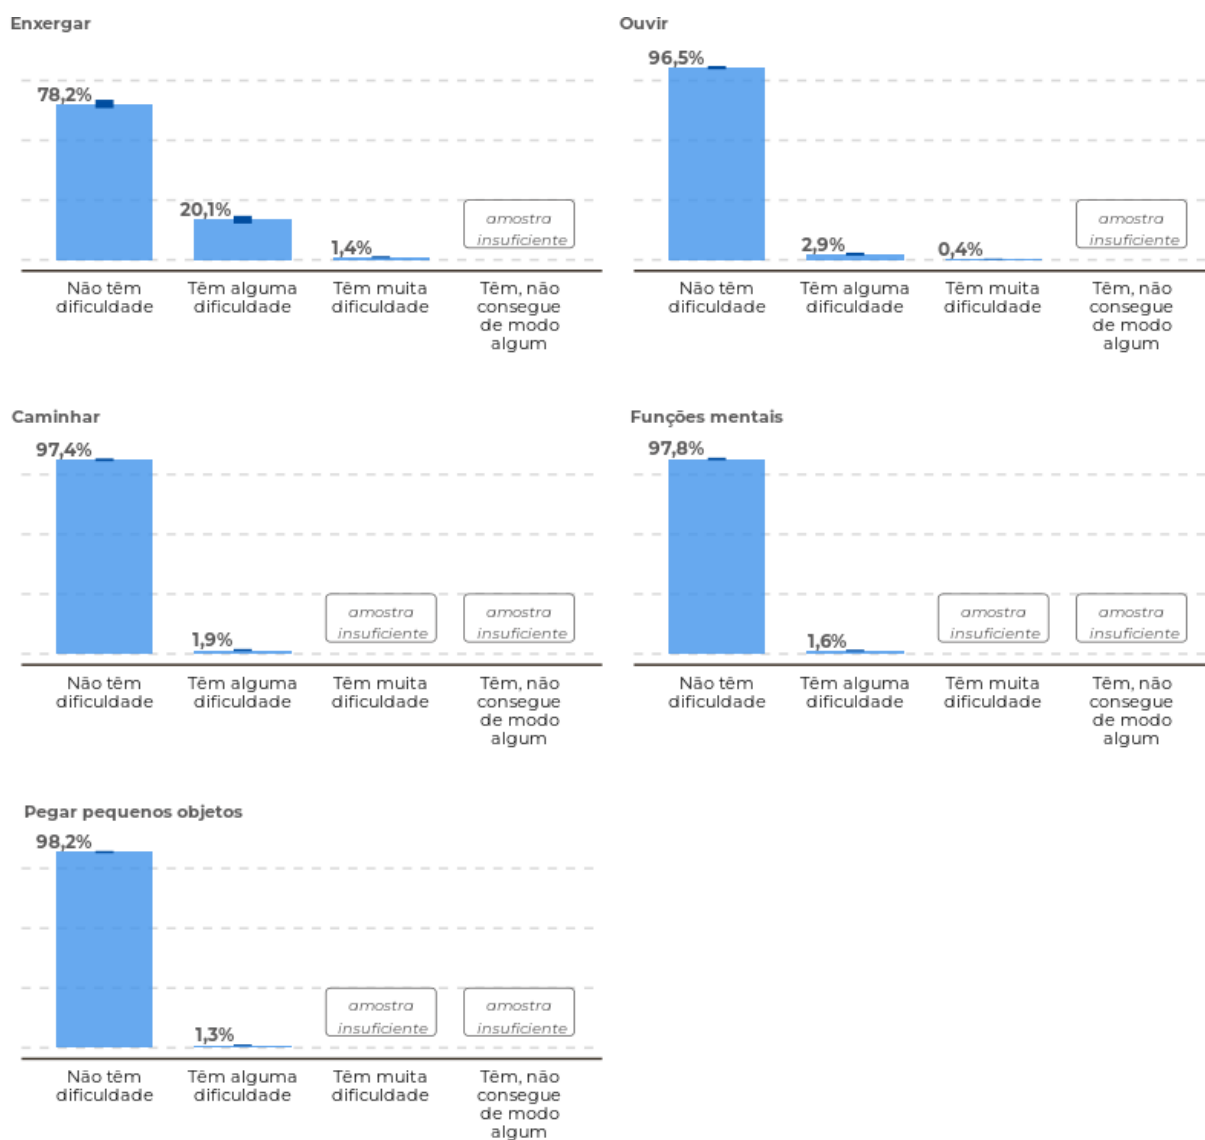 Enxergar
78,2%
20,1%
1,4%
amostra
insuficiente
Não têm
dificuldade
Têm alguma
dificuldade
Têm muita
dificuldade
Têm, não
consegue
de modo
algum
Ouvir
96,5%
2,9%
0,4%
amostra
insuficiente
Não têm
dificuldade
Têm alguma
dificuldade
Têm muita
dificuldade
Têm, não
consegue
de modo
algum
Caminhar
97,4%
1,9%
amostra
insuficiente
amostra
insuficiente
Não têm
dificuldade
Têm alguma
dificuldade
Têm muita
dificuldade
Têm, não
consegue
de modo
algum
Funções mentais
97,8%
1,6%
amostra
insuficiente
amostra
insuficiente
Não têm
dificuldade
Têm alguma
dificuldade
Têm muita
dificuldade
Têm, não
consegue
de modo
algum
Pegar pequenos objetos
98,2%
1,3%
amostra
insuficiente
amostra
insuficiente
Não têm
dificuldade
Têm alguma
dificuldade
Têm muita
dificuldade
Têm, não
consegue
de modo
algum